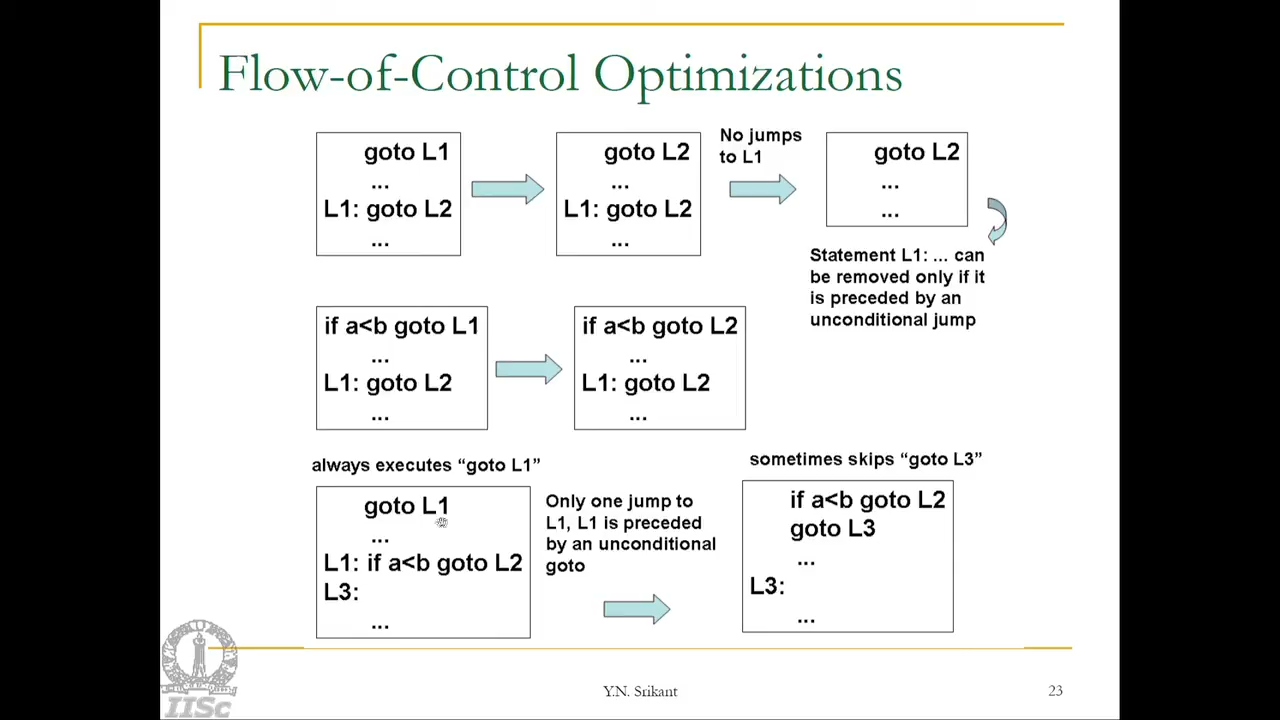 Flow-of-Control Optimizations
goto L1
...
L1: goto L2
...
goto L2
...
L1: goto L2
...
No jumps
to L1
goto L2
...
...
Statement L1: ... can
be removed only if it
is preceded by an
unconditional jump
if a<b goto L1
...
L1: goto L2
...
if a<b goto L2
...
L1: goto L2
...
always executes “goto L1”
goto L1
...
L1: if a<b goto L2
L3:
...
Only one jump to
L1, L1 is preceded
by an unconditional
goto
sometimes skips “goto L3”
if a<b goto L2
goto L3
...
L3:
...
IISc
Y.N. Srikant
23